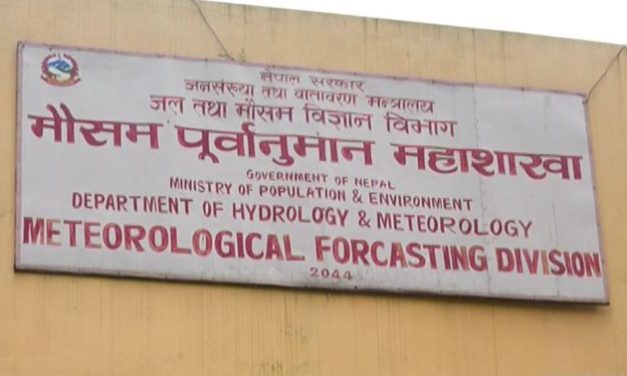 नेपाल सरकार
जनसंख्या तथा वातावरण मन्त्रालय
जल तथा मौसम विज्ञान विभाग
मौसम पूर्वानुमान महाशाखा
GOVERNMENT OF NEPAL
MINISTRY OF POPULATION & ENVIRONMENT
DEPARTMENT OF HYDROLOGY & METEOROLOGY
METEOROLOGICAL FORCASTING DIVISION
2044